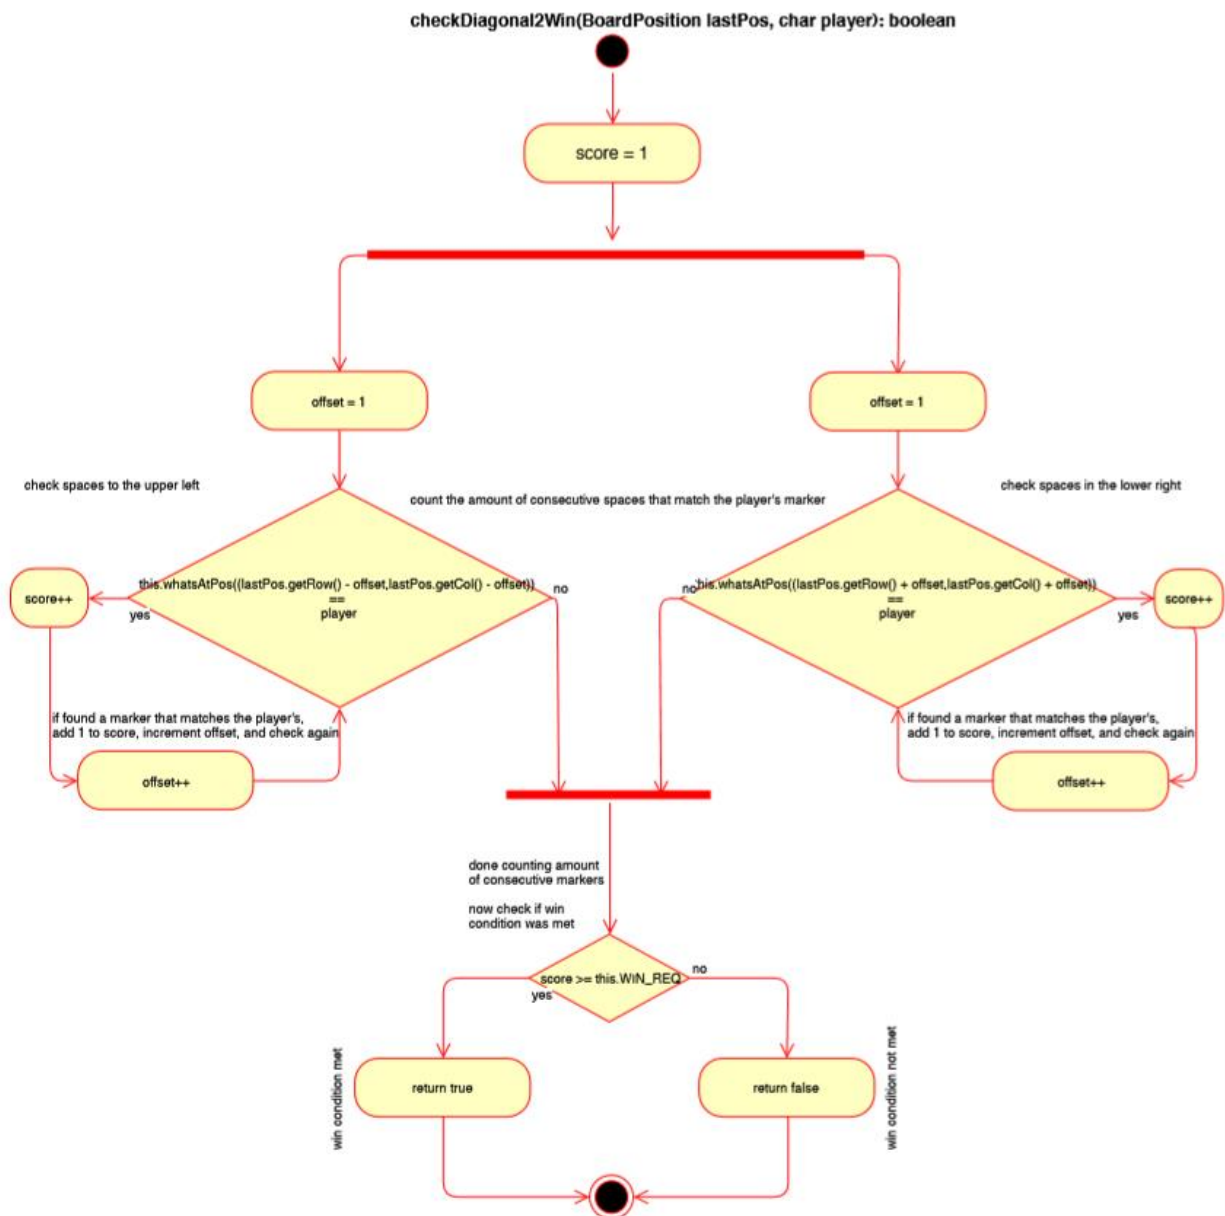 checkDiagonal2Win(BoardPosition lastPos, char player): boolean
score = 1
offset = 1
offset = 1
check spaces to the upper left
count the amount of consecutive spaces that match the player's marker
check spaces in the lower right
this.whatsAtPos((lastPos.getRow() - offset,lastPos.getCol() - offset))
==
player
no
yes
score++
no
this.whatsAtPos((lastPos.getRow() + offset,lastPos.getCol() + offset))
==
player
yes
score++
if found a marker that matches the player's,
add 1 to score, increment offset, and check again
offset++
if found a marker that matches the player's,
add 1 to score, increment offset, and check again
offset++
done counting amount
of consecutive markers
now check if win
condition was met
score >= this.WIN_REQ
yes
no
win condition met
return true
return false
win condition not met